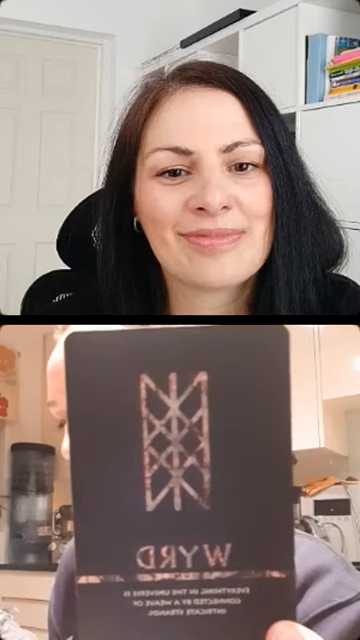 WYRD
EVERYTHING IN THE UNIVERSE IS
CONNECTED BY A WEAVE OF
INTRICATE STRANDS.